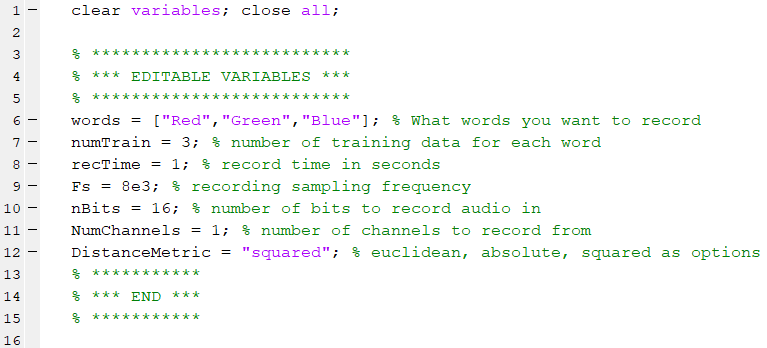 1 – clear variables; close all;
2
3 % **************************
4 % *** EDITABLE VARIABLES ***
5 % **************************
6 – words = ["Red","Green","Blue"]; % What words you want to record
7 – numTrain = 3; % number of training data for each word
8 – recTime = 1; % record time in seconds
9 – Fs = 8e3; % recording sampling frequency
10 – nBits = 16; % number of bits to record audio in
11 – NumChannels = 1; % number of channels to record from
12 – DistanceMetric = "squared"; % euclidean, absolute, squared as options
13 % ***********
14 % *** END ***
15 % ***********
16